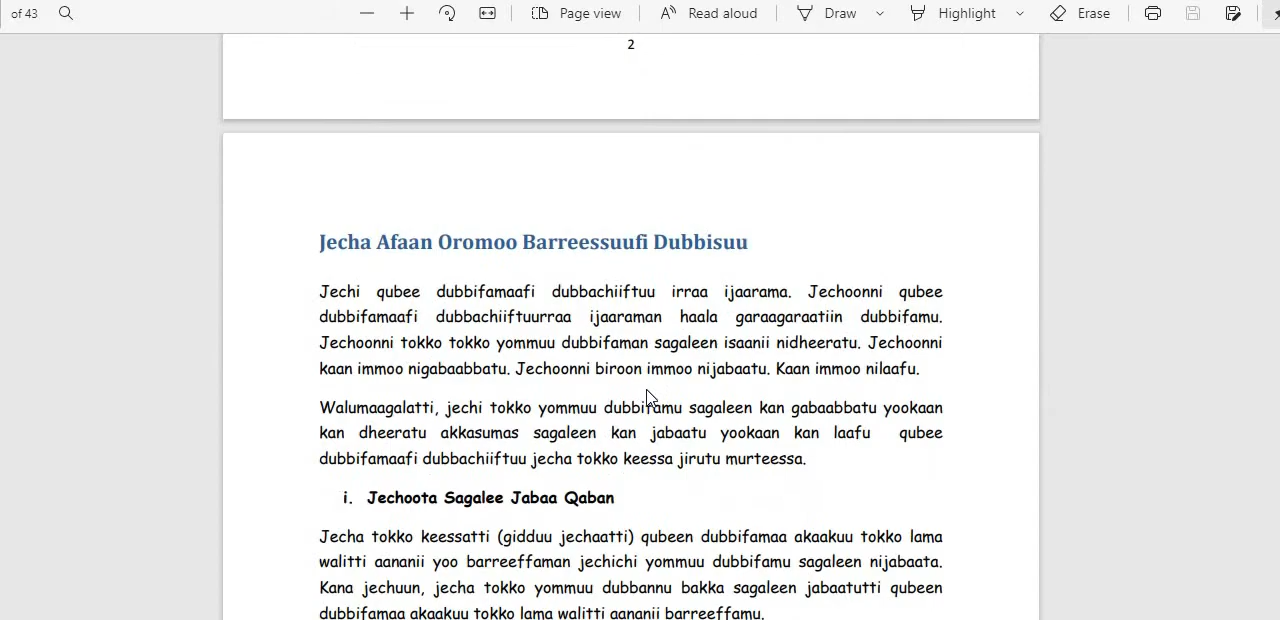 of 43
Page view
Read aloud
Draw
Highlight
Erase
2
Jecha Afaan Oromoo Barreessuufi Dubbisuu
Jechi qubee dubbifamaafi dubbachiiftuu irraa ijaarama. Jechoonni qubee
dubbifamaafi dubbachiiftuurraa ijaaraman haala garaagaraatiin dubbifamu.
Jechoonni tokko tokko yommuu dubbifaman sagaleen isaanii nidheeratu. Jechoonni
kaan immoo nigabaabbatu. Jechoonni biroon immoo nijabaatu. Kaan immoo nilaafu.
Walumaagalatti, jechi tokko yommuu dubbifamu sagaleen kan gabaabbatu yookaan
kan dheeratu akkasumas sagaleen kan jabaatu yookaan kan laafu qubee
dubbifamaafi dubbachiiftuu jecha tokko keessa jirutu murteessa.
i. Jechoota Sagalee Jabaa Qaban
Jecha tokko keessatti (gidduu jechaatti) qubeen dubbifamaa akaakuu tokko lama
walitti aananii yoo barreeffaman jechichi yommuu dubbifamu sagaleen nijabaata.
Kana jechuun, jecha tokko yommuu dubbannu bakka sagaleen jabaatutti qubeen
dubbifamaa akaakuu tokko lama walitti aananii barreeffamu.